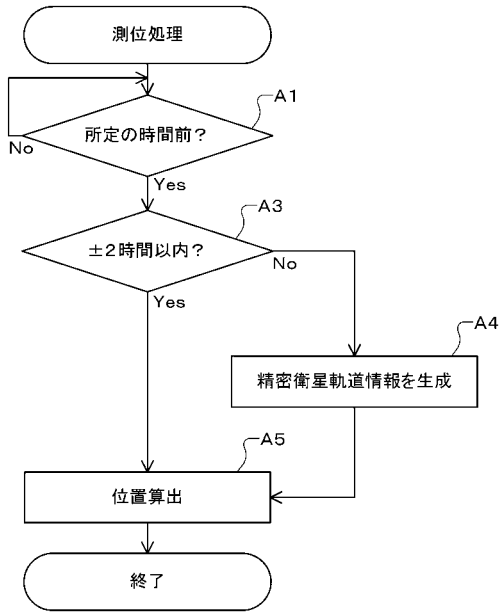 測位処理
A1
所定の時間前?
No
Yes
A3
±2時間以内?
No
Yes
A4
精密衛星軌道情報を生成
A5
位置算出
終了